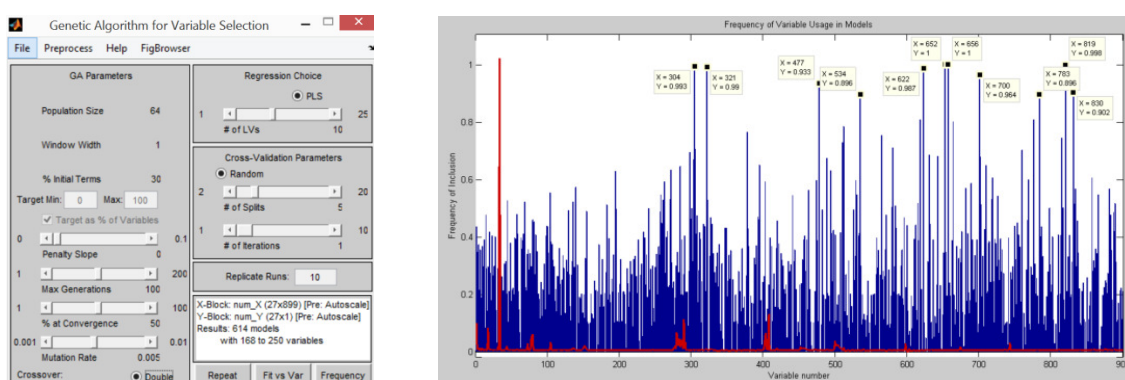 Genetic Algorithm for Variable Selection
File Preprocess Help FigBrowser
GA Parameters
Population Size 64
Window Width 1
% Initial Terms 30
Target Min: 0 Max: 100
Target as % of Variables
0 0.1
Penalty Slope 0
1 200
Max Generations 100
1 100
% at Convergence 50
0.001 0.01
Mutation Rate 0.005
Crossover: Double
Regression Choice
PLS
1 25
# of LVs 10
Cross-Validation Parameters
Random
2 20
# of Splits 5
1 10
# of Iterations 1
Replicate Runs: 10
X-Block: num_X (27x899) [Pre: Autoscale]
Y-Block: num_Y (27x1) [Pre: Autoscale]
Results: 614 models
with 168 to 250 variables
Repeat Fit vs Var Frequency
Frequency of Variable Usage in Models
Frequency of Inclusion
1
0.8
0.6
0.4
0.2
0
X = 304
Y = 0.993
X = 321
Y = 0.99
X = 477
Y = 0.933
X = 534
Y = 0.896
X = 622
Y = 0.987
X = 652
Y = 1
X = 656
Y = 1
X = 700
Y = 0.964
X = 783
Y = 0.896
X = 819
Y = 0.998
X = 830
Y = 0.902
0 100 200 300 400 500 600 700 800 900
Variable number